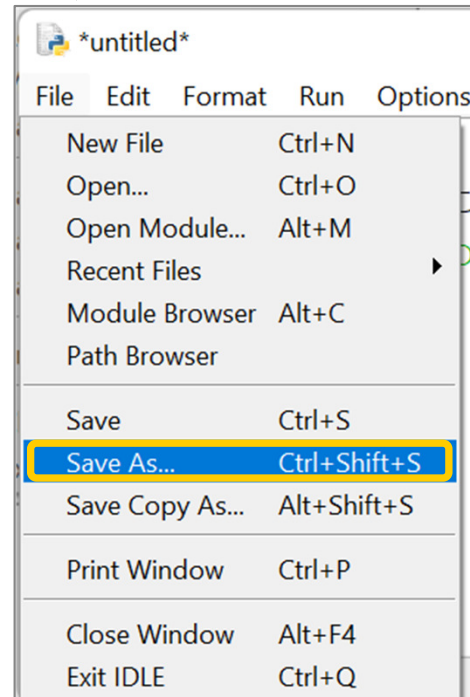 *untitled*
File Edit Format Run Options
New File Ctrl+N
Open... Ctrl+O
Open Module... Alt+M
Recent Files
Module Browser Alt+C
Path Browser
Save Ctrl+S
Save As... Ctrl+Shift+S
Save Copy As... Alt+Shift+S
Print Window Ctrl+P
Close Window Alt+F4
Exit IDLE Ctrl+Q